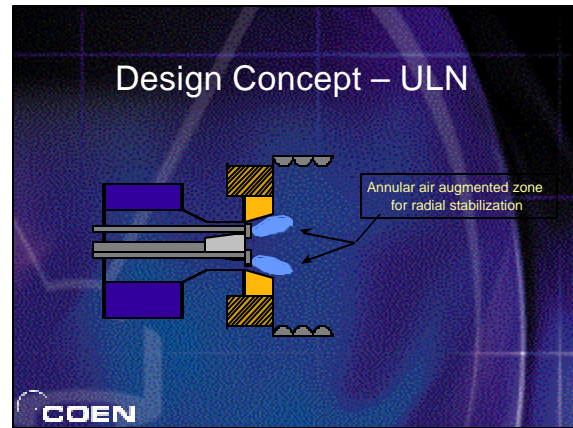 Design Concept – ULN
Annular air augmented zone
for radial stabilization
COEN